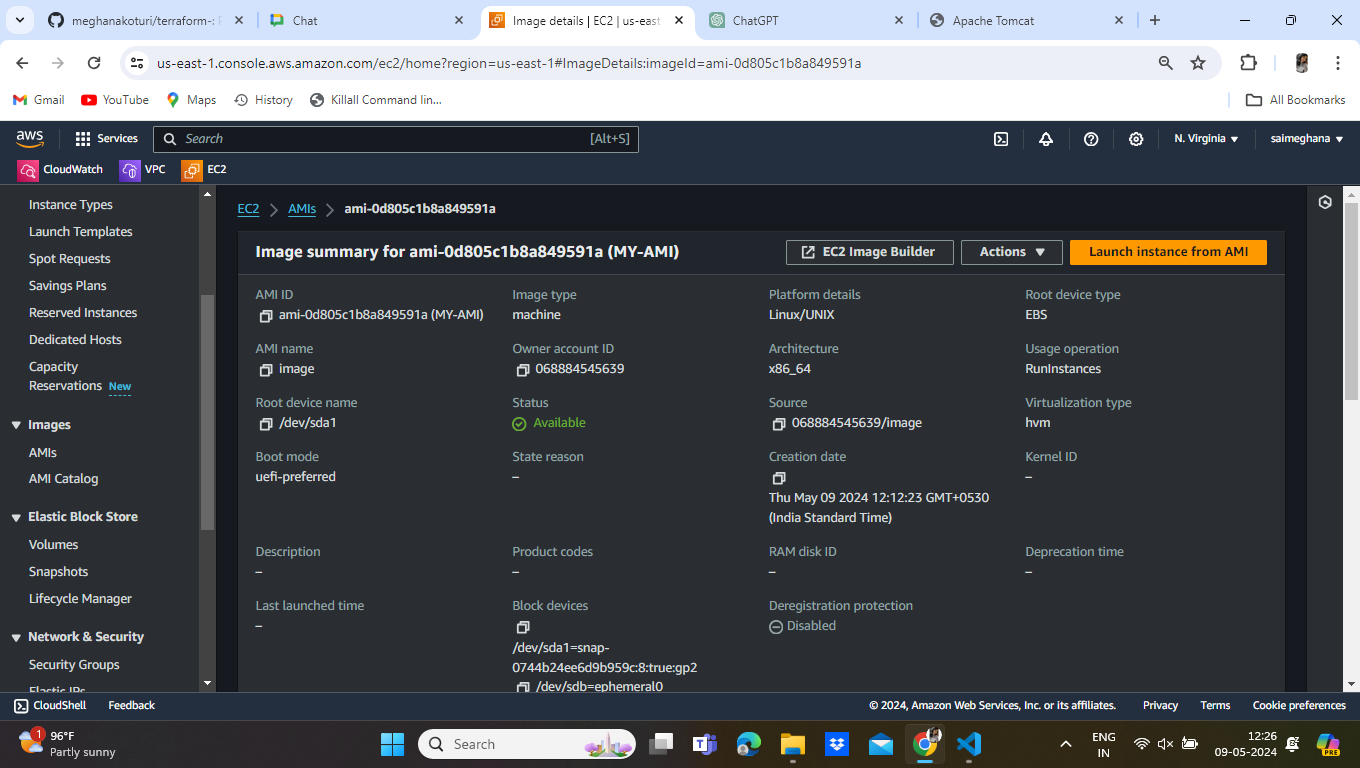 meghanakoturi/terraform-:
Chat
Image details | EC2 | us-east
ChatGPT
Apache Tomcat
us-east-1.console.aws.amazon.com/ec2/home?region=us-east-1#ImageDetails:imageId=ami-0d805c1b8a849591a
Gmail
YouTube
Maps
History
Killall Command lin...
All Bookmarks
aws
Services
Search
[Alt+S]
N. Virginia
saimeghana
CloudWatch
VPC
EC2
Instance Types
Launch Templates
Spot Requests
Savings Plans
Reserved Instances
Dedicated Hosts
Capacity
Reservations New
Images
AMIs
AMI Catalog
Elastic Block Store
Volumes
Snapshots
Lifecycle Manager
Network & Security
Security Groups
Elastic IPs
EC2
AMIs
ami-0d805c1b8a849591a
Image summary for ami-0d805c1b8a849591a (MY-AMI)
EC2 Image Builder
Actions
Launch instance from AMI
AMI ID
ami-0d805c1b8a849591a (MY-AMI)
Image type
machine
Platform details
Linux/UNIX
Root device type
EBS
AMI name
image
Owner account ID
068884545639
Architecture
x86_64
Usage operation
RunInstances
Root device name
/dev/sda1
Status
Available
Source
068884545639/image
Virtualization type
hvm
Boot mode
uefi-preferred
State reason
–
Creation date
Thu May 09 2024 12:12:23 GMT+0530
(India Standard Time)
Kernel ID
–
Description
–
Product codes
–
RAM disk ID
–
Deprecation time
–
Last launched time
–
Block devices
/dev/sda1=snap-
0744b24ee6d9b959c:8:true:gp2
/dev/sdb=ephemeral0
Deregistration protection
Disabled
CloudShell
Feedback
© 2024, Amazon Web Services, Inc. or its affiliates.
Privacy
Terms
Cookie preferences
1
96°F
Partly sunny
Search
ENG
IN
12:26
09-05-2024
PRE